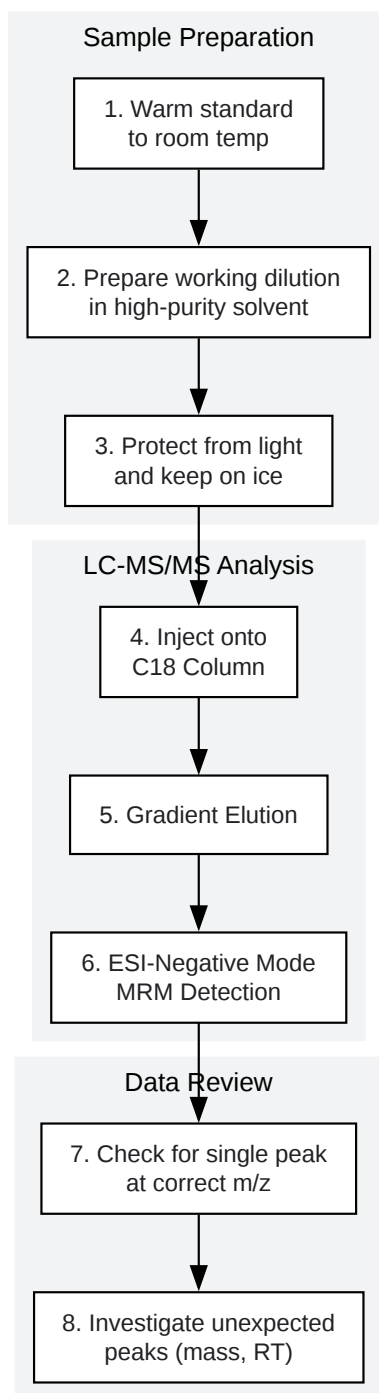 Sample Preparation
1. Warm standard
to room temp
2. Prepare working dilution
in high-purity solvent
3. Protect from light
and keep on ice
LC-MS/MS Analysis
4. Inject onto
C18 Column
5. Gradient Elution
6. ESI-Negative Mode
MRM Detection
Data Review
7. Check for single peak
at correct m/z
8. Investigate unexpected
peaks (mass, RT)